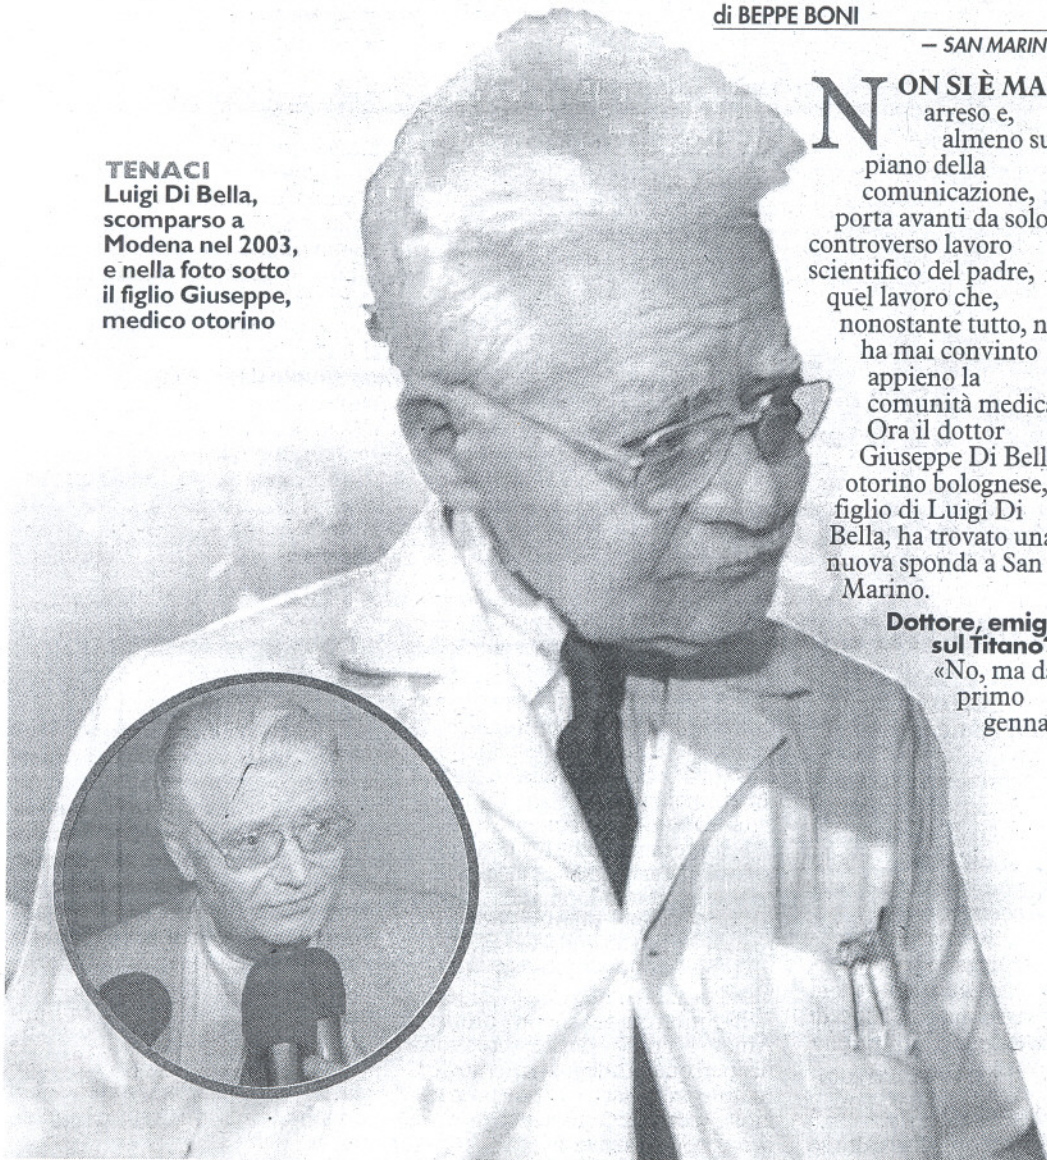 di BEPPE BONI
— SAN MARIN
NON SI È MA
arreso e,
almeno su
piano della
comunicazione,
porta avanti da solo
controverso lavoro
scientifico del padre,
quel lavoro che,
nonostante tutto, n
ha mai convinto
appieno la
comunità medica
Ora il dottor
Giuseppe Di Bell
otorino bolognese,
figlio di Luigi Di
Bella, ha trovato una
nuova sponda a San
Marino.
Dottore, emig
sul Titano?
«No, ma da
primo
genna
TENACI
Luigi Di Bella,
scomparso a
Modena nel 2003,
e nella foto sotto
il figlio Giuseppe,
medico otorino